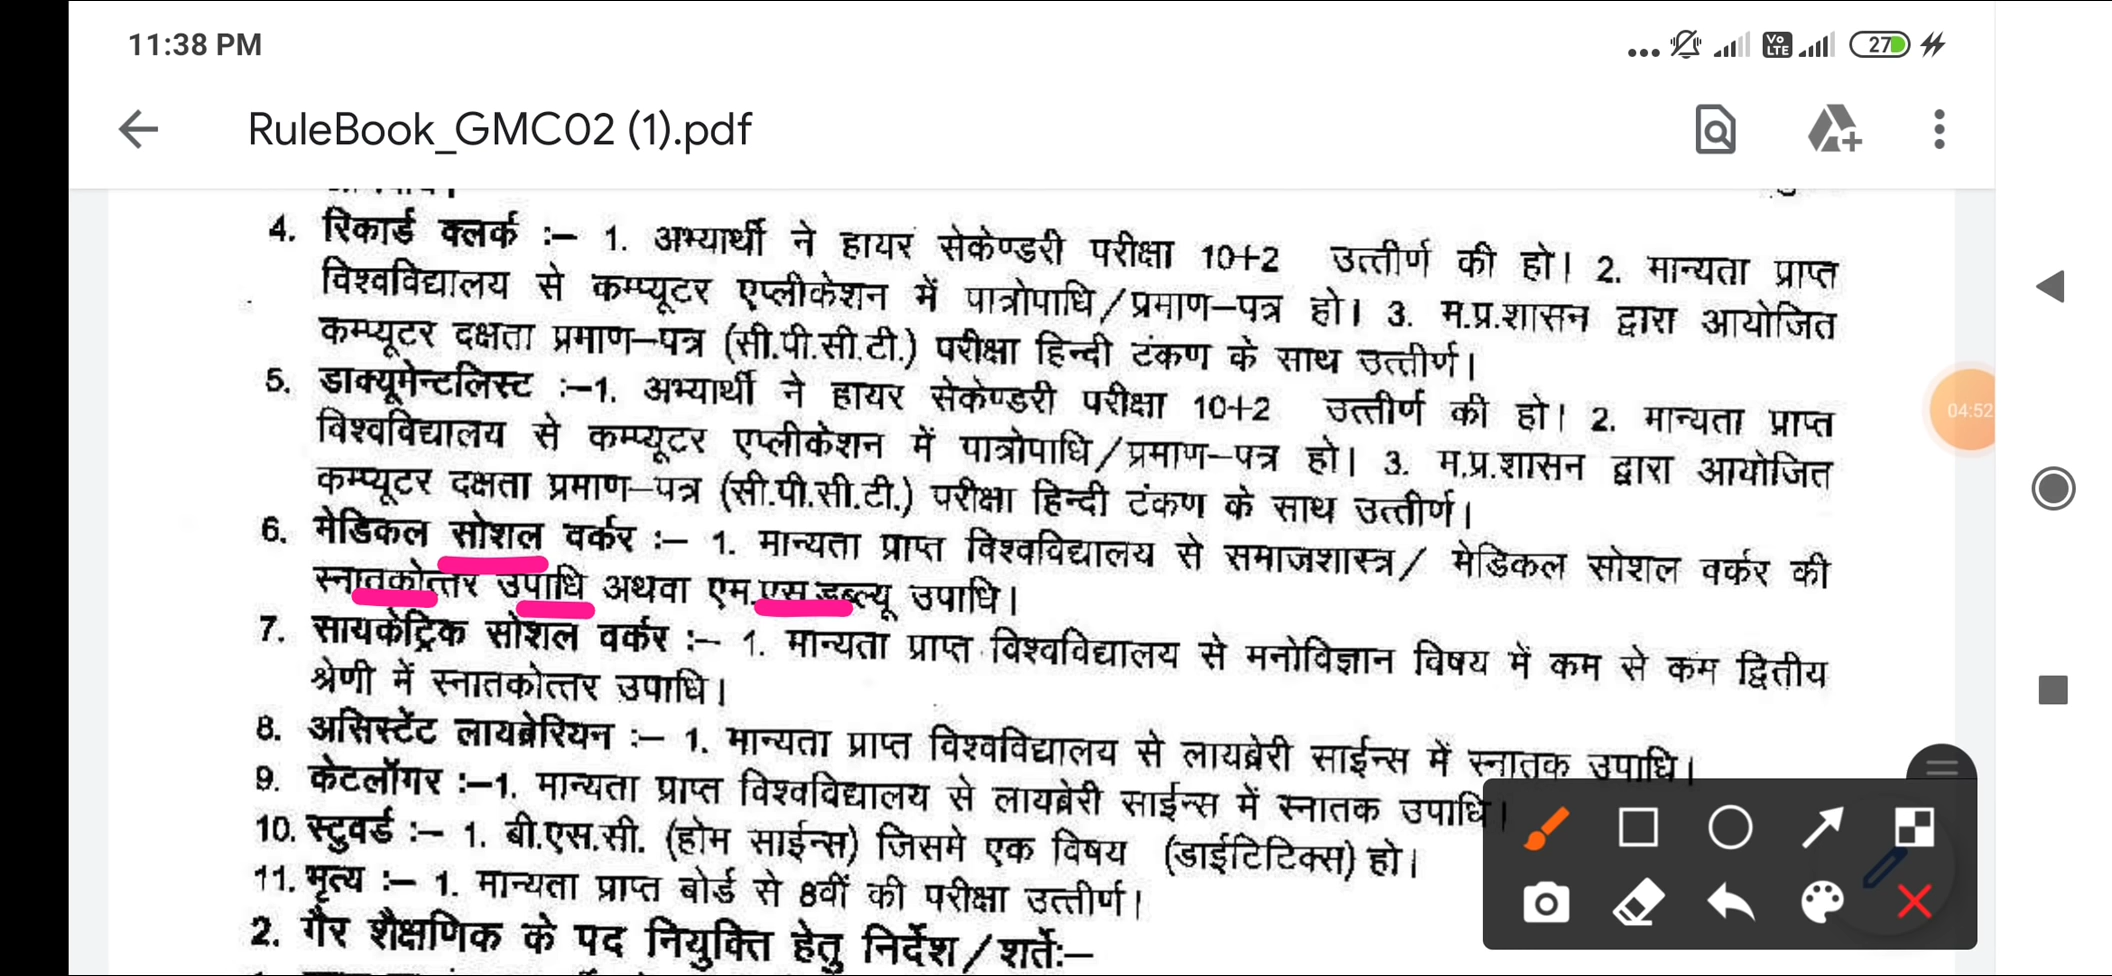 11:38 PM
Vo LTE 27
RuleBook_GMC02 (1).pdf
4. रिकार्ड क्लर्क :– 1. अभ्यार्थी ने हायर सेकेण्डरी परीक्षा 10+2 उत्तीर्ण की हो। 2. मान्यता प्राप्त
विश्वविद्यालय से कम्प्यूटर एप्लीकेशन में पात्रोपाधि/प्रमाण–पत्र हो। 3. म.प्र.शासन द्वारा आयोजित
कम्प्यूटर दक्षता प्रमाण–पत्र (सी.पी.सी.टी.) परीक्षा हिन्दी टंकण के साथ उत्तीर्ण।
5. डाक्यूमेन्टलिस्ट :–1. अभ्यार्थी ने हायर सेकेण्डरी परीक्षा 10+2 उत्तीर्ण की हो। 2. मान्यता प्राप्त
04:52
विश्वविद्यालय से कम्प्यूटर एप्लीकेशन में पात्रोपाधि/प्रमाण–पत्र हो। 3. म.प्र.शासन द्वारा आयोजित
कम्प्यूटर दक्षता प्रमाण–पत्र (सी.पी.सी.टी.) परीक्षा हिन्दी टंकण के साथ उत्तीर्ण।
6. मेडिकल सोशल वर्कर :– 1. मान्यता प्राप्त विश्वविद्यालय से समाजशास्त्र/ मेडिकल सोशल वर्कर की
स्नातकोत्तर उपाधि अथवा एम.एस.डब्ल्यू उपाधि।
7. सायकेट्रिक सोशल वर्कर :– 1. मान्यता प्राप्त विश्वविद्यालय से मनोविज्ञान विषय में कम से कम द्वितीय
श्रेणी में स्नातकोत्तर उपाधि।
8. असिस्टेंट लायब्रेरियन :– 1. मान्यता प्राप्त विश्वविद्यालय से लायब्रेरी साईन्स में स्नातक उपाधि।
9. केटलॉगर :–1. मान्यता प्राप्त विश्वविद्यालय से लायब्रेरी साईन्स में स्नातक उपाधि।
10. स्टुवर्ड :– 1. बी.एस.सी. (होम साईन्स) जिसमे एक विषय (डाईटिटिक्स) हो।
11. मृत्य :– 1. मान्यता प्राप्त बोर्ड से 8वीं की परीक्षा उत्तीर्ण।
2. गैर शैक्षणिक के पद नियुक्ति हेतु निर्देश/शर्ते:–